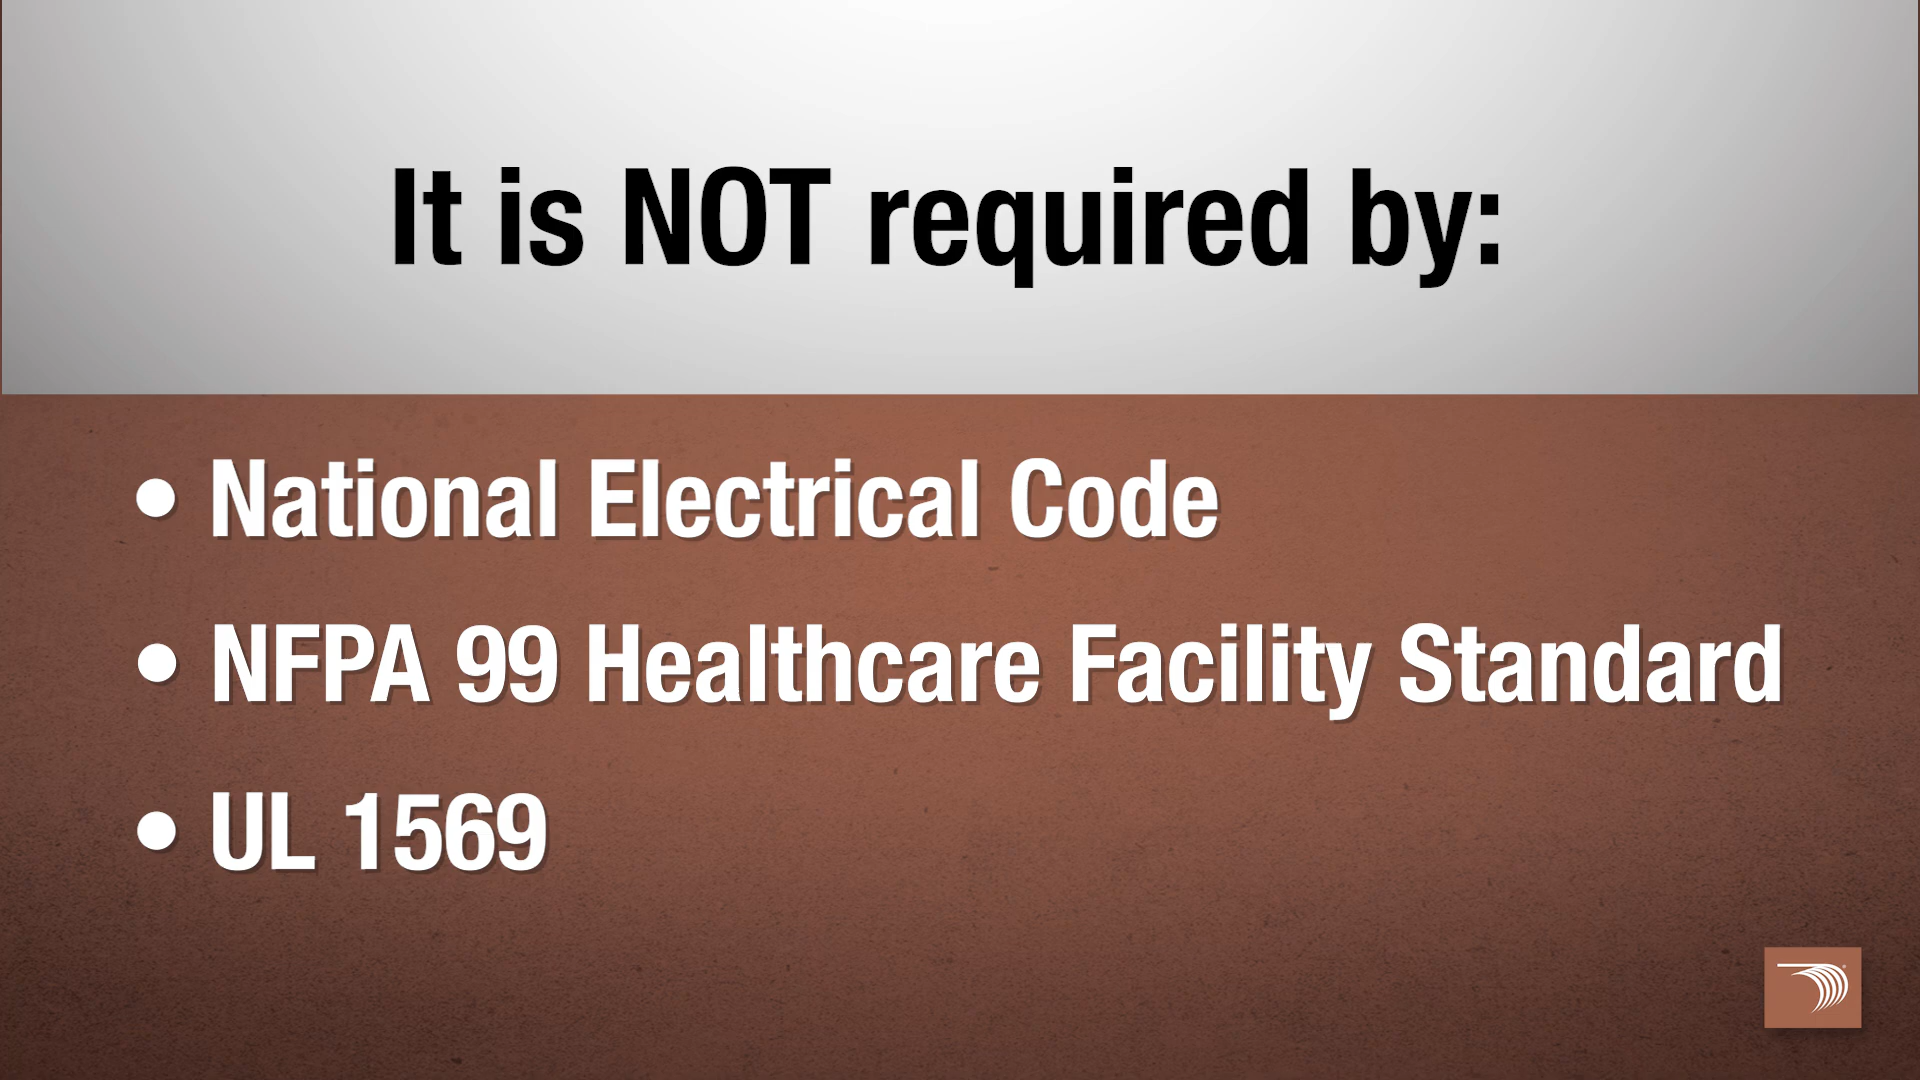 It is NOT required by:
• National Electrical Code
• NFPA 99 Healthcare Facility Standard
• UL 1569